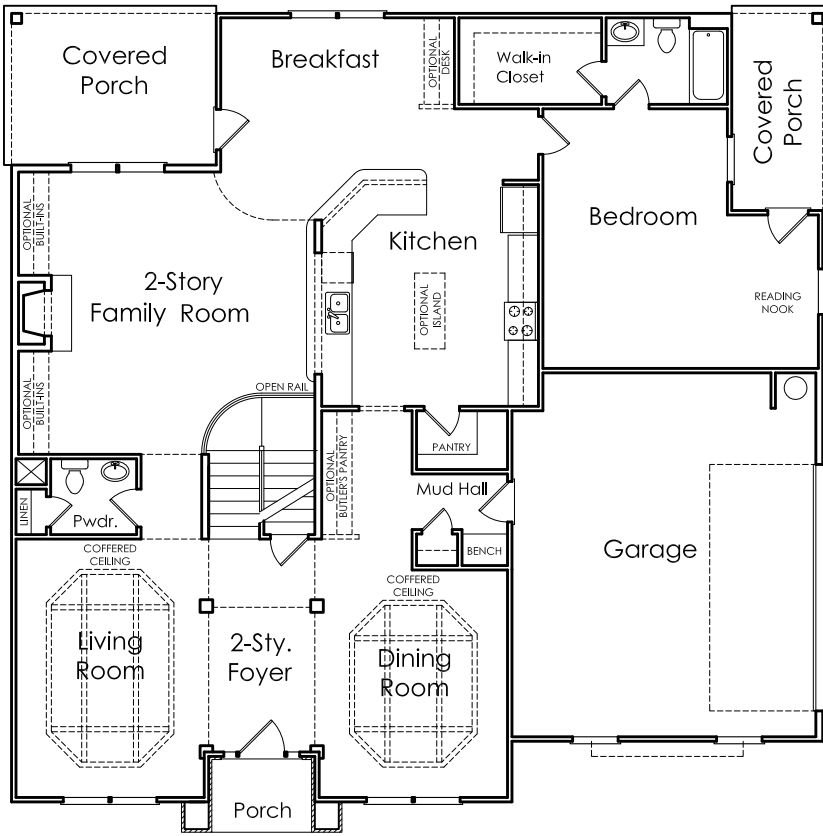 Covered
Porch
Breakfast
OPTIONAL
DESK
Walk-in
Closet
Covered
Porch
OPTIONAL
BUILT-INS
2-Story
Family Room
Kitchen
OPTIONAL
ISLAND
Bedroom
READING
NOOK
OPTIONAL
BUILT-INS
OPEN RAIL
OPTIONAL
BUTLER'S PANTRY
PANTRY
LINEN
Pwdr.
Mud Hall
BENCH
Garage
COFFERED
CEILING
Living
Room
2-Sty.
Foyer
COFFERED
CEILING
Dining
Room
Porch